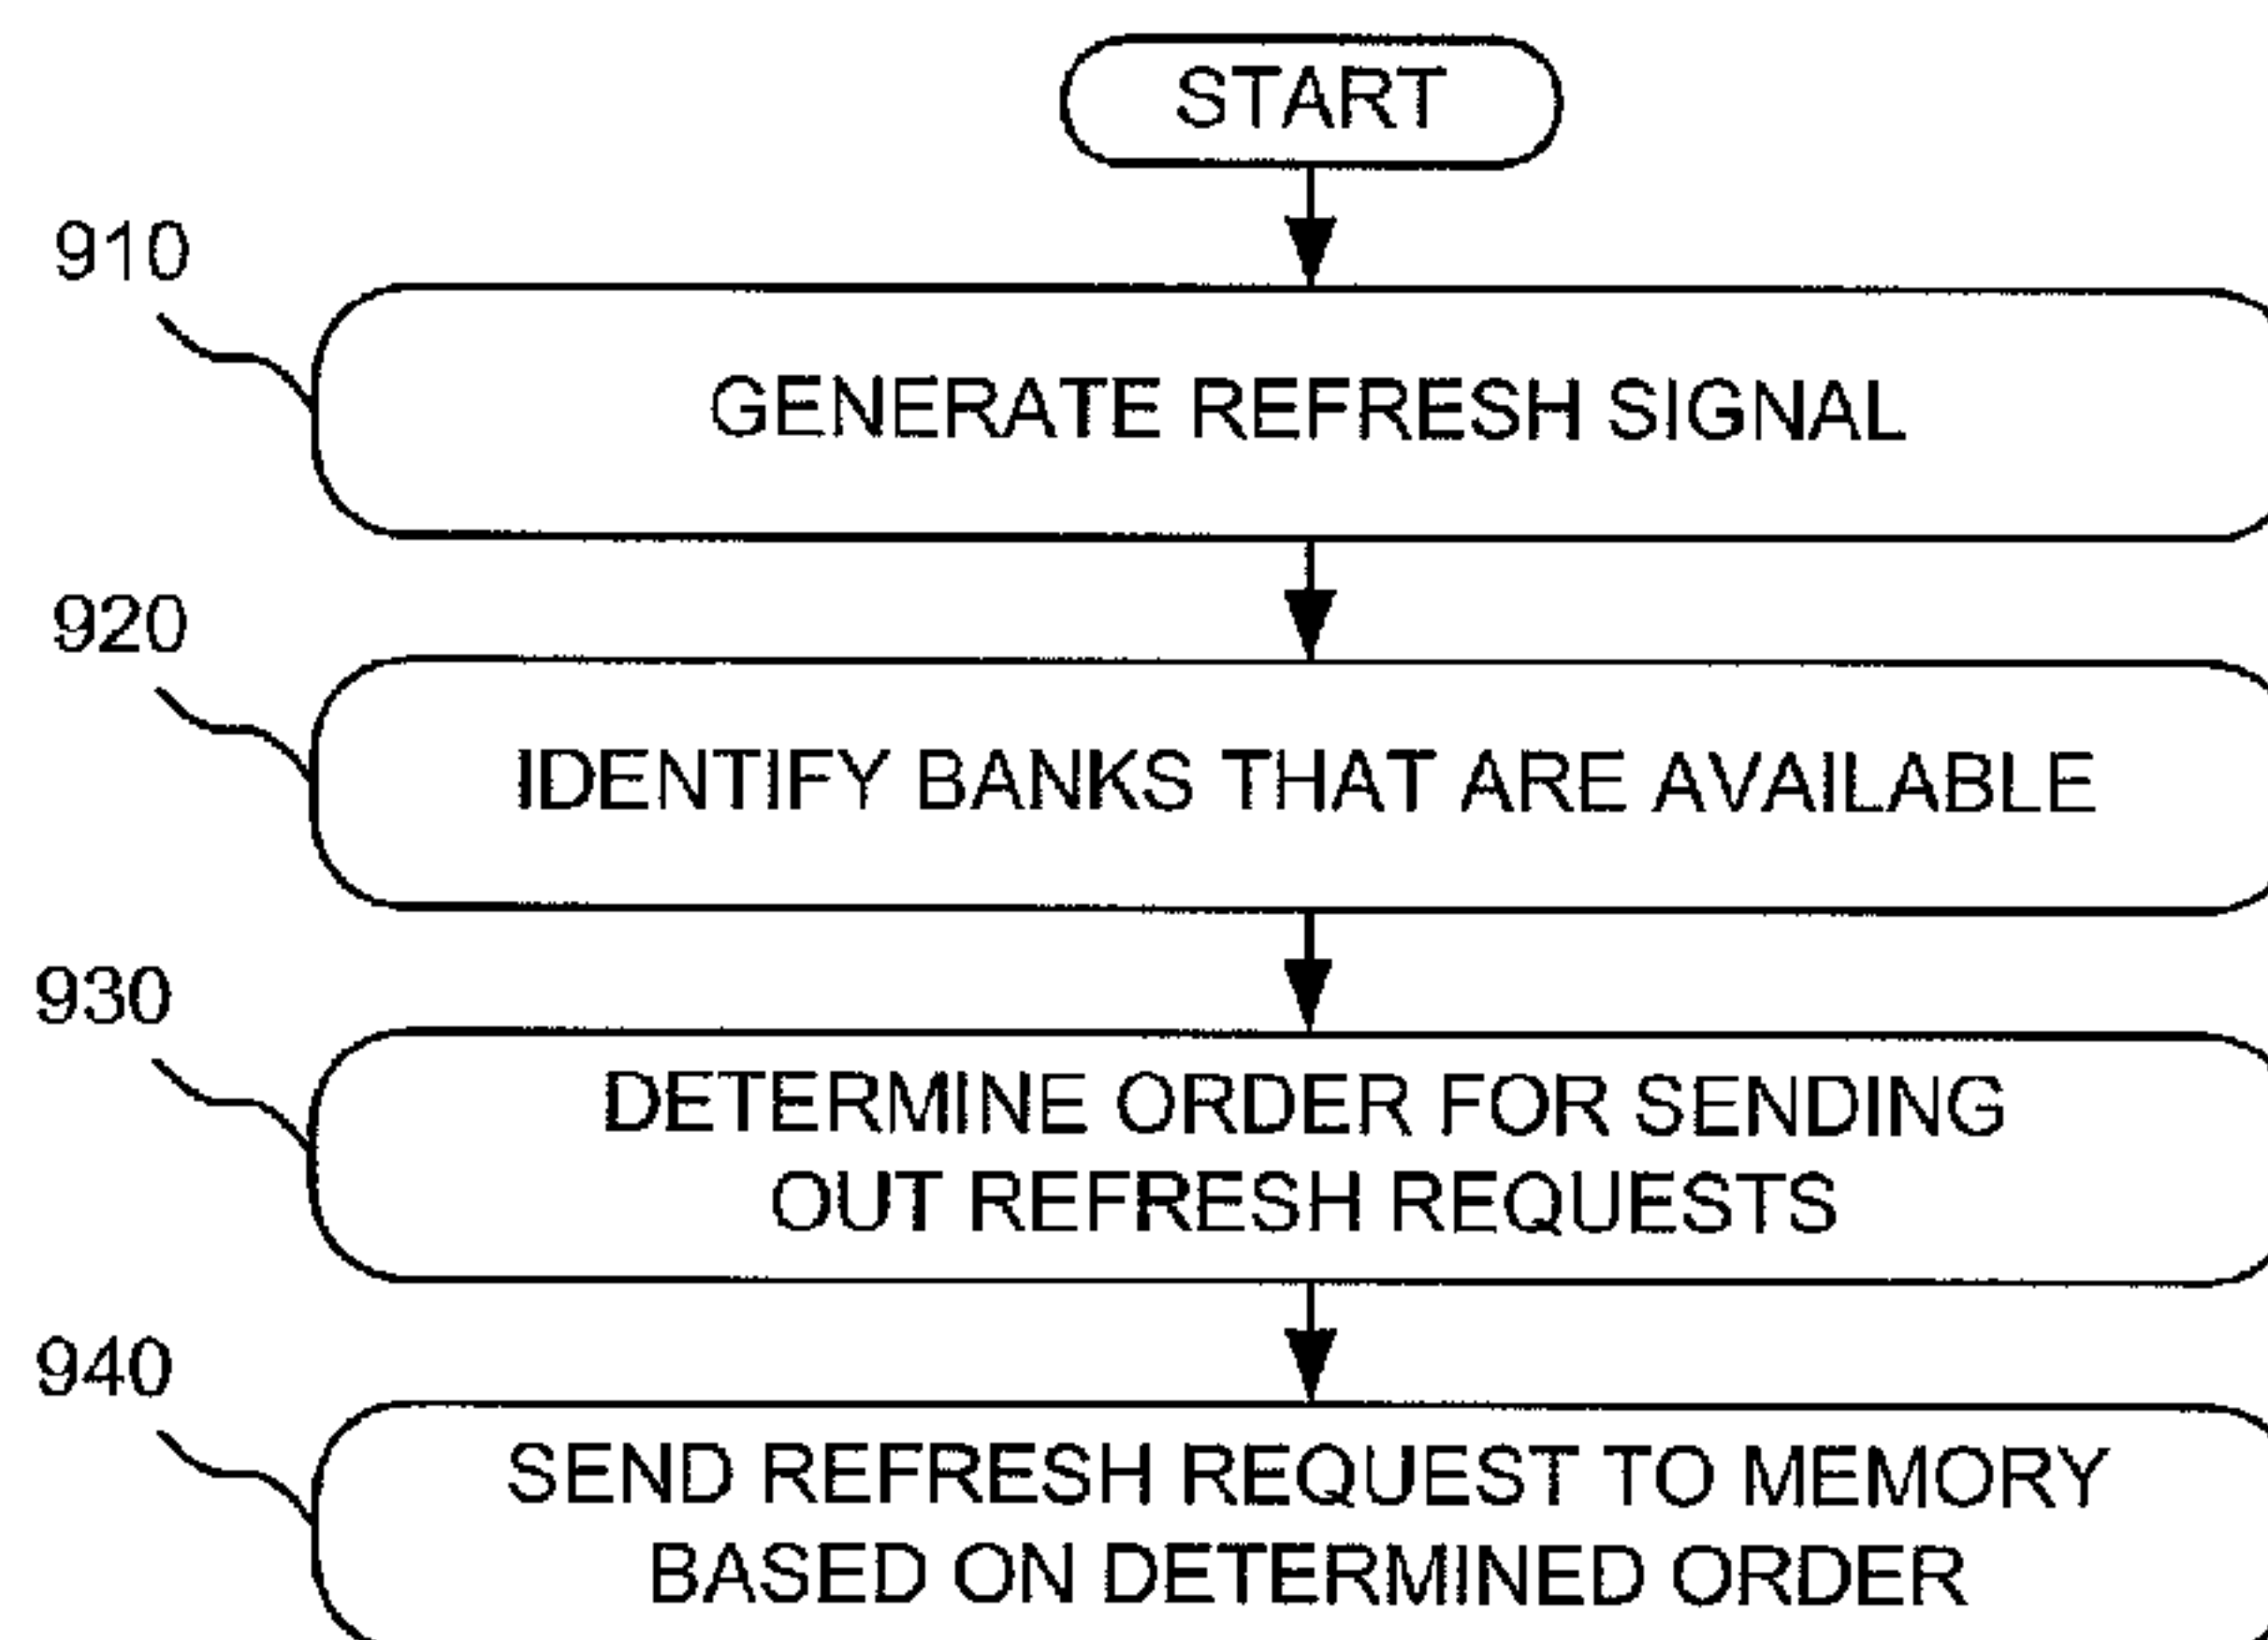 START
910
GENERATE REFRESH SIGNAL
920
IDENTIFY BANKS THAT ARE AVAILABLE
930
DETERMINE ORDER FOR SENDING
OUT REFRESH REQUESTS
940
SEND REFRESH REQUEST TO MEMORY
BASED ON DETERMINED ORDER